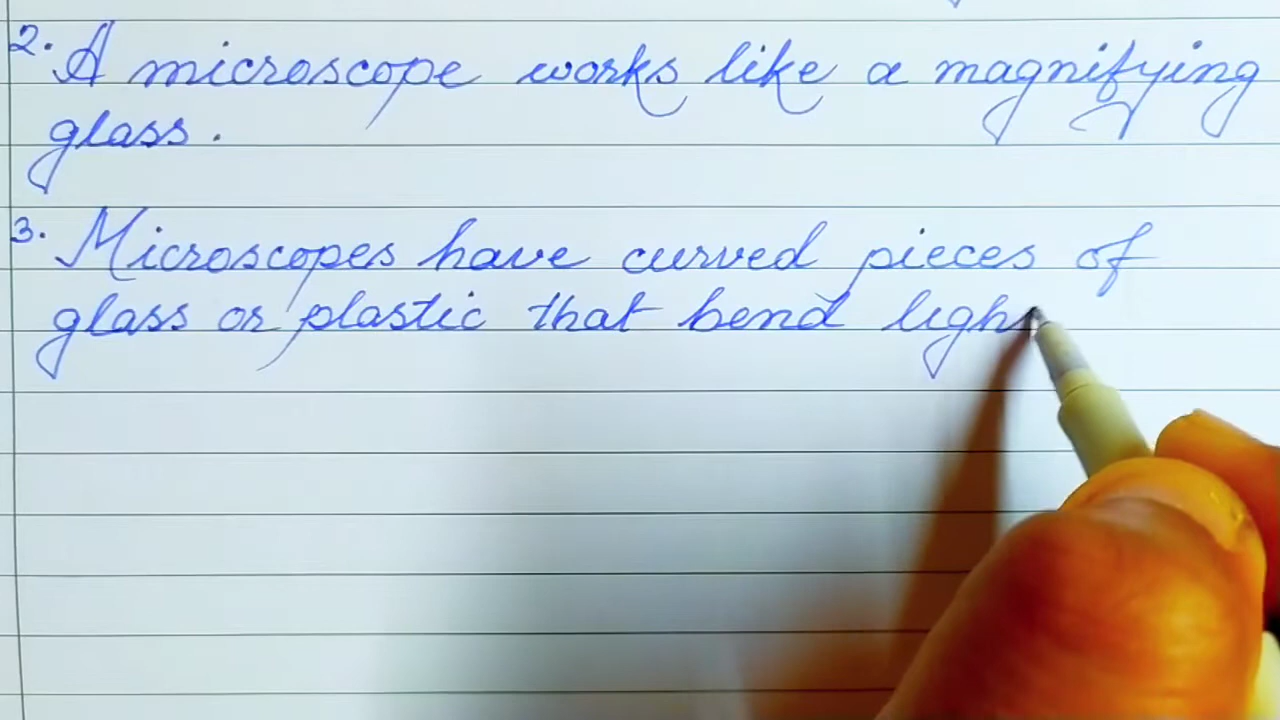 2. A microscope works like a magnifying
glass.
3. Microscopes have curved pieces of
glass or plastic that bend ligh